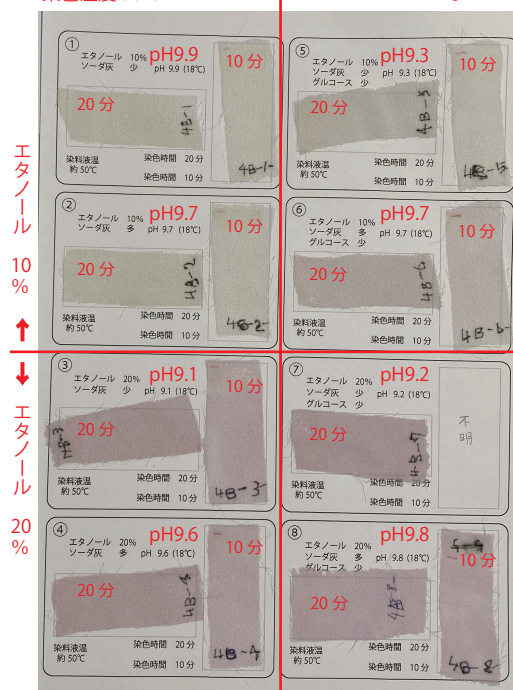 ①
エタノール 10% pH9.9
ソーダ灰 少 pH 9.9 (18℃)
10分
20分
4B-1
4B-1
染料液温
約50℃
染色時間 20分
染色時間 10分
⑤
エタノール 10% pH9.3
ソーダ灰 少 pH 9.3 (18℃)
グルコース 少
10分
20分
4B-5
4B-5
染料液温
約50℃
染色時間 20分
染色時間 10分
エタノール 10%
↑
②
エタノール 10% pH9.7
ソーダ灰 多 pH 9.7 (18℃)
10分
20分
4B-2
4B-2
染料液温
約50℃
染色時間 20分
染色時間 10分
⑥
エタノール 10% pH9.7
ソーダ灰 多 pH 9.7 (18℃)
グルコース 少
10分
20分
4B-6
4B-6
染料液温
約50℃
染色時間 20分
染色時間 10分
↓
エタノール 20%
③
エタノール 20% pH9.1
ソーダ灰 少 pH 9.1 (18℃)
10分
20分
4B-3
4B-3
染料液温
約50℃
染色時間 20分
染色時間 10分
⑦
エタノール 20% pH9.2
ソーダ灰 少 pH 9.2 (18℃)
グルコース 少
不明
20分
4B-7
染料液温
約50℃
染色時間 20分
染色時間 10分
④
エタノール 20% pH9.6
ソーダ灰 多 pH 9.6 (18℃)
10分
20分
4B-4
4B-4
染料液温
約50℃
染色時間 20分
染色時間 10分
⑧
エタノール 20% pH9.8
ソーダ灰 多 pH 9.8 (18℃)
グルコース 少
10分
20分
4B-8
4B-8
染料液温
約50℃
染色時間 20分
染色時間 10分